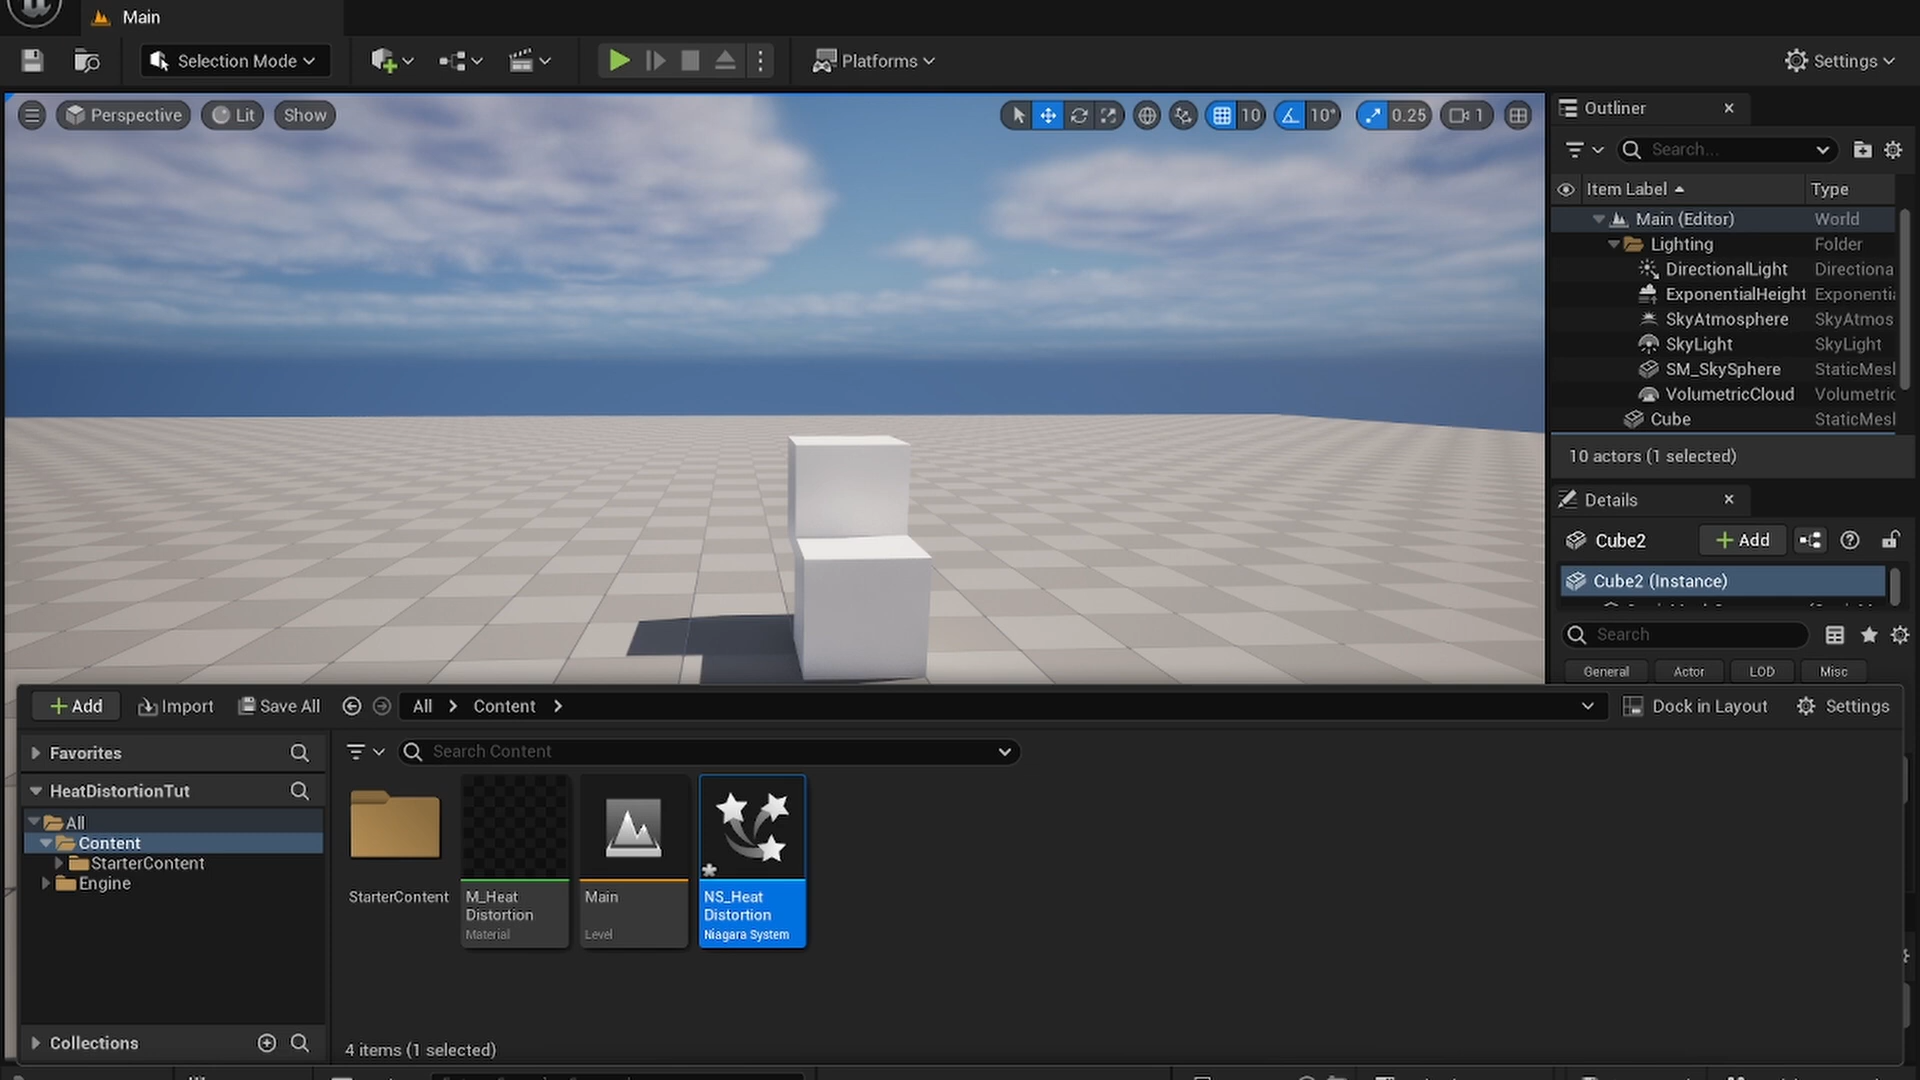 Main
Selection Mode
Platforms
Settings
Perspective
Lit
Show
10
10°
0.25
1
Outliner
Search...
Item Label
Type
Main (Editor)
World
Lighting
Folder
DirectionalLight
Directiona
ExponentialHeight
Exponentia
SkyAtmosphere
SkyAtmos
SkyLight
SkyLight
SM_SkySphere
StaticMesl
VolumetricCloud
Volumetric
Cube
StaticMesl
10 actors (1 selected)
Details
Cube2
Add
Cube2 (Instance)
Search
General
Actor
LOD
Misc
Add
Import
Save All
All
Content
Dock in Layout
Settings
Favorites
Search Content
HeatDistortionTut
All
Content
StarterContent
Engine
StarterContent
M_Heat
Distortion
Material
Main
Level
NS_Heat
Distortion
Niagara System
Collections
4 items (1 selected)